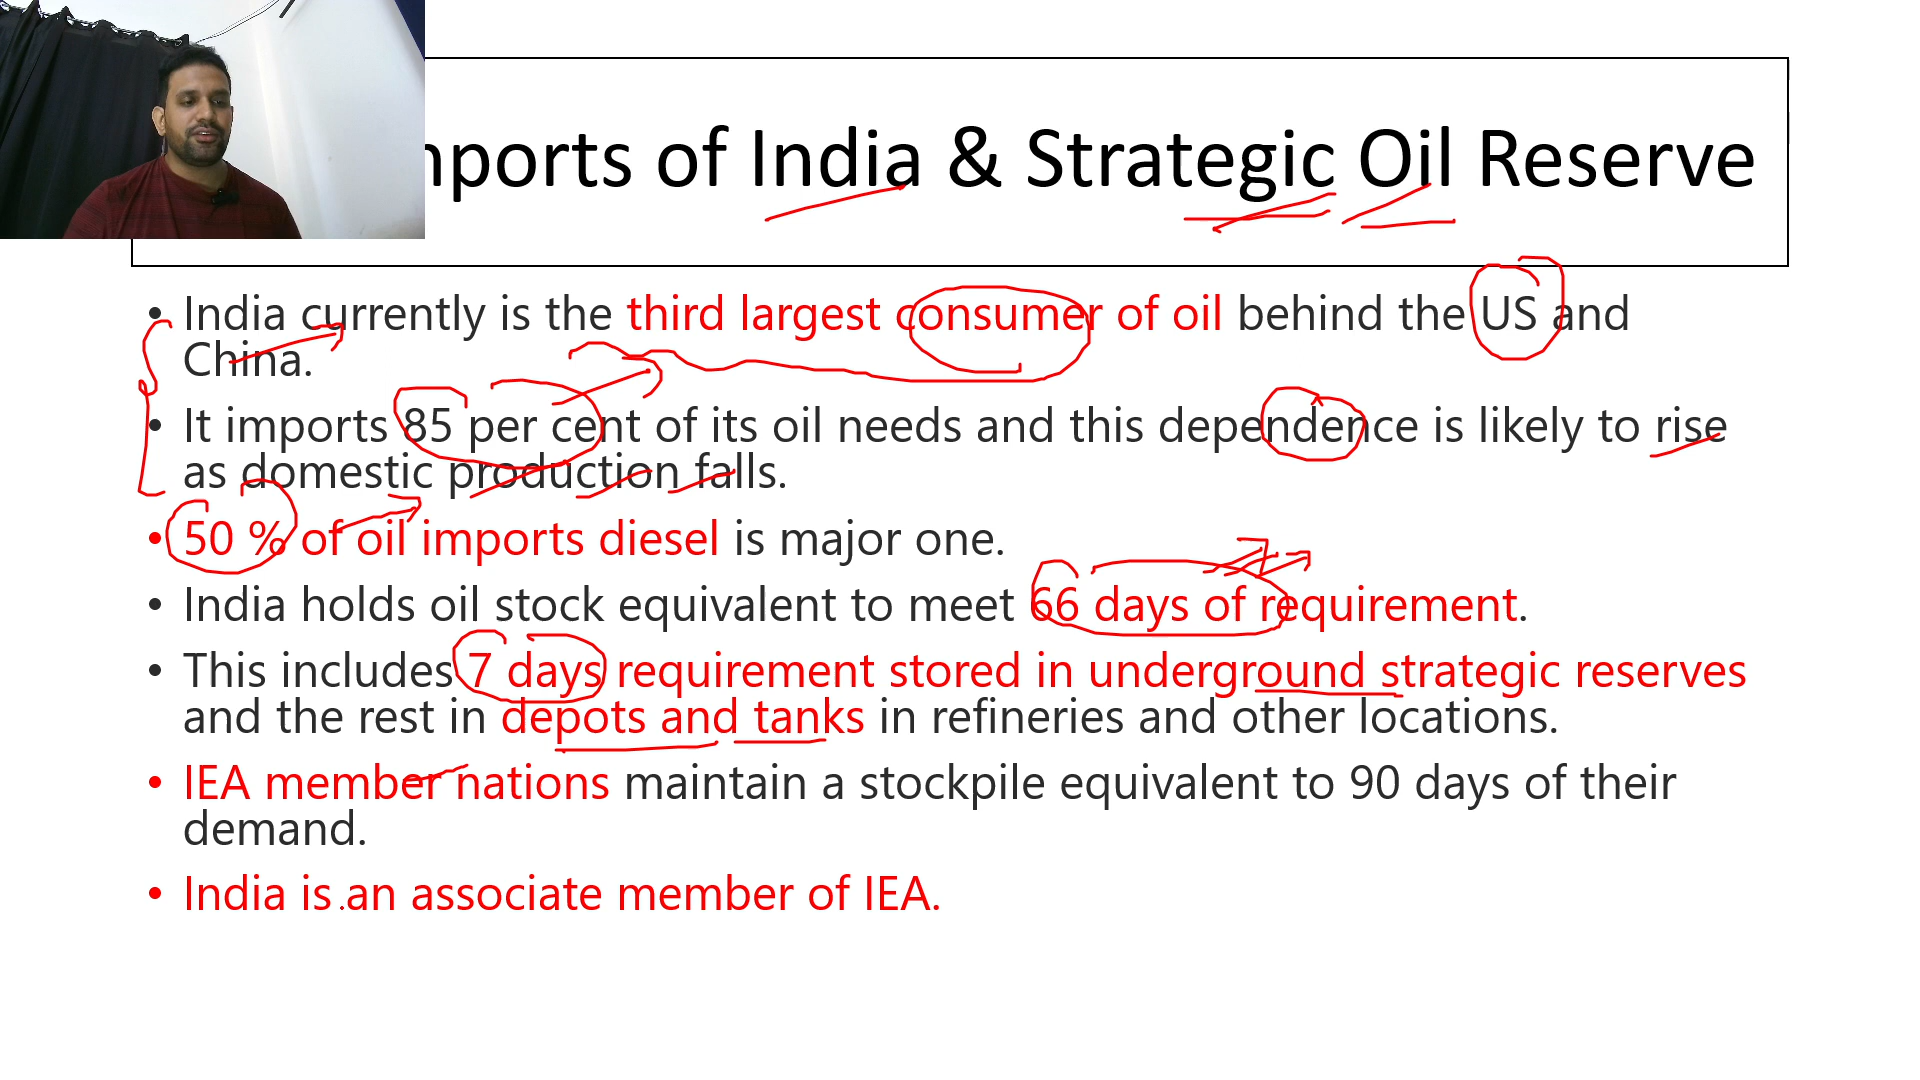 mports of India & Strategic Oil Reserve
• India currently is the third largest consumer of oil behind the US and
China.
• It imports 85 per cent of its oil needs and this dependence is likely to rise
as domestic production falls.
• 50 % of oil imports diesel is major one.
• India holds oil stock equivalent to meet 66 days of requirement.
• This includes 7 days requirement stored in underground strategic reserves
and the rest in depots and tanks in refineries and other locations.
• IEA member nations maintain a stockpile equivalent to 90 days of their
demand.
• India is an associate member of IEA.